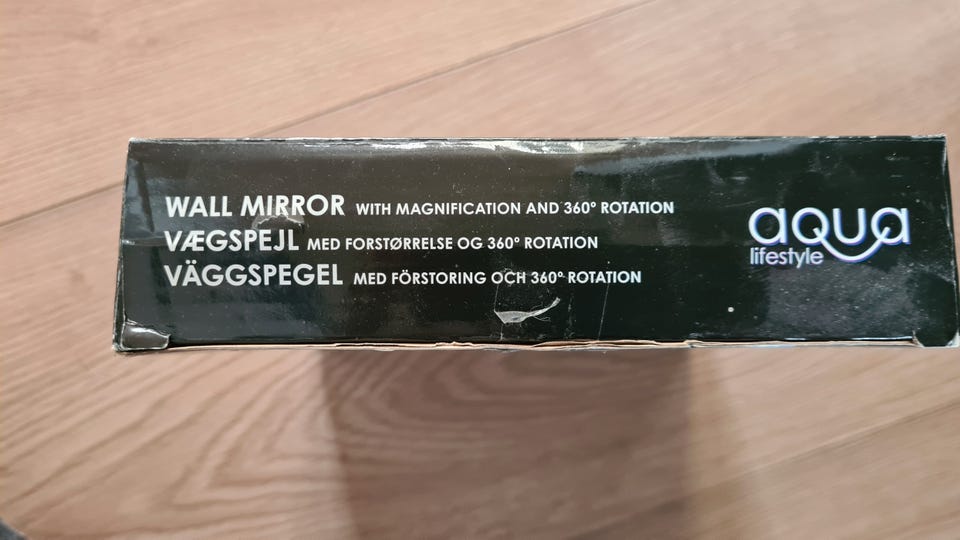 WALL MIRROR WITH MAGNIFICATION AND 360° ROTATION
VÆGSPEJL MED FORSTØRRELSE OG 360° ROTATION
VÄGGSPEGEL MED FÖRSTORING OCH 360° ROTATION
aqua
lifestyle